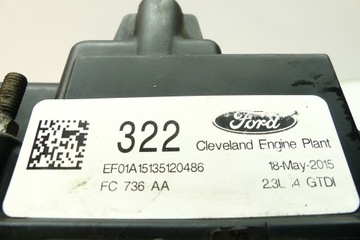 322
Ford
Cleveland Engine Plant
EF01A15135120486
18-May-2015
FC 736 AA
2.3L I4 GTDI